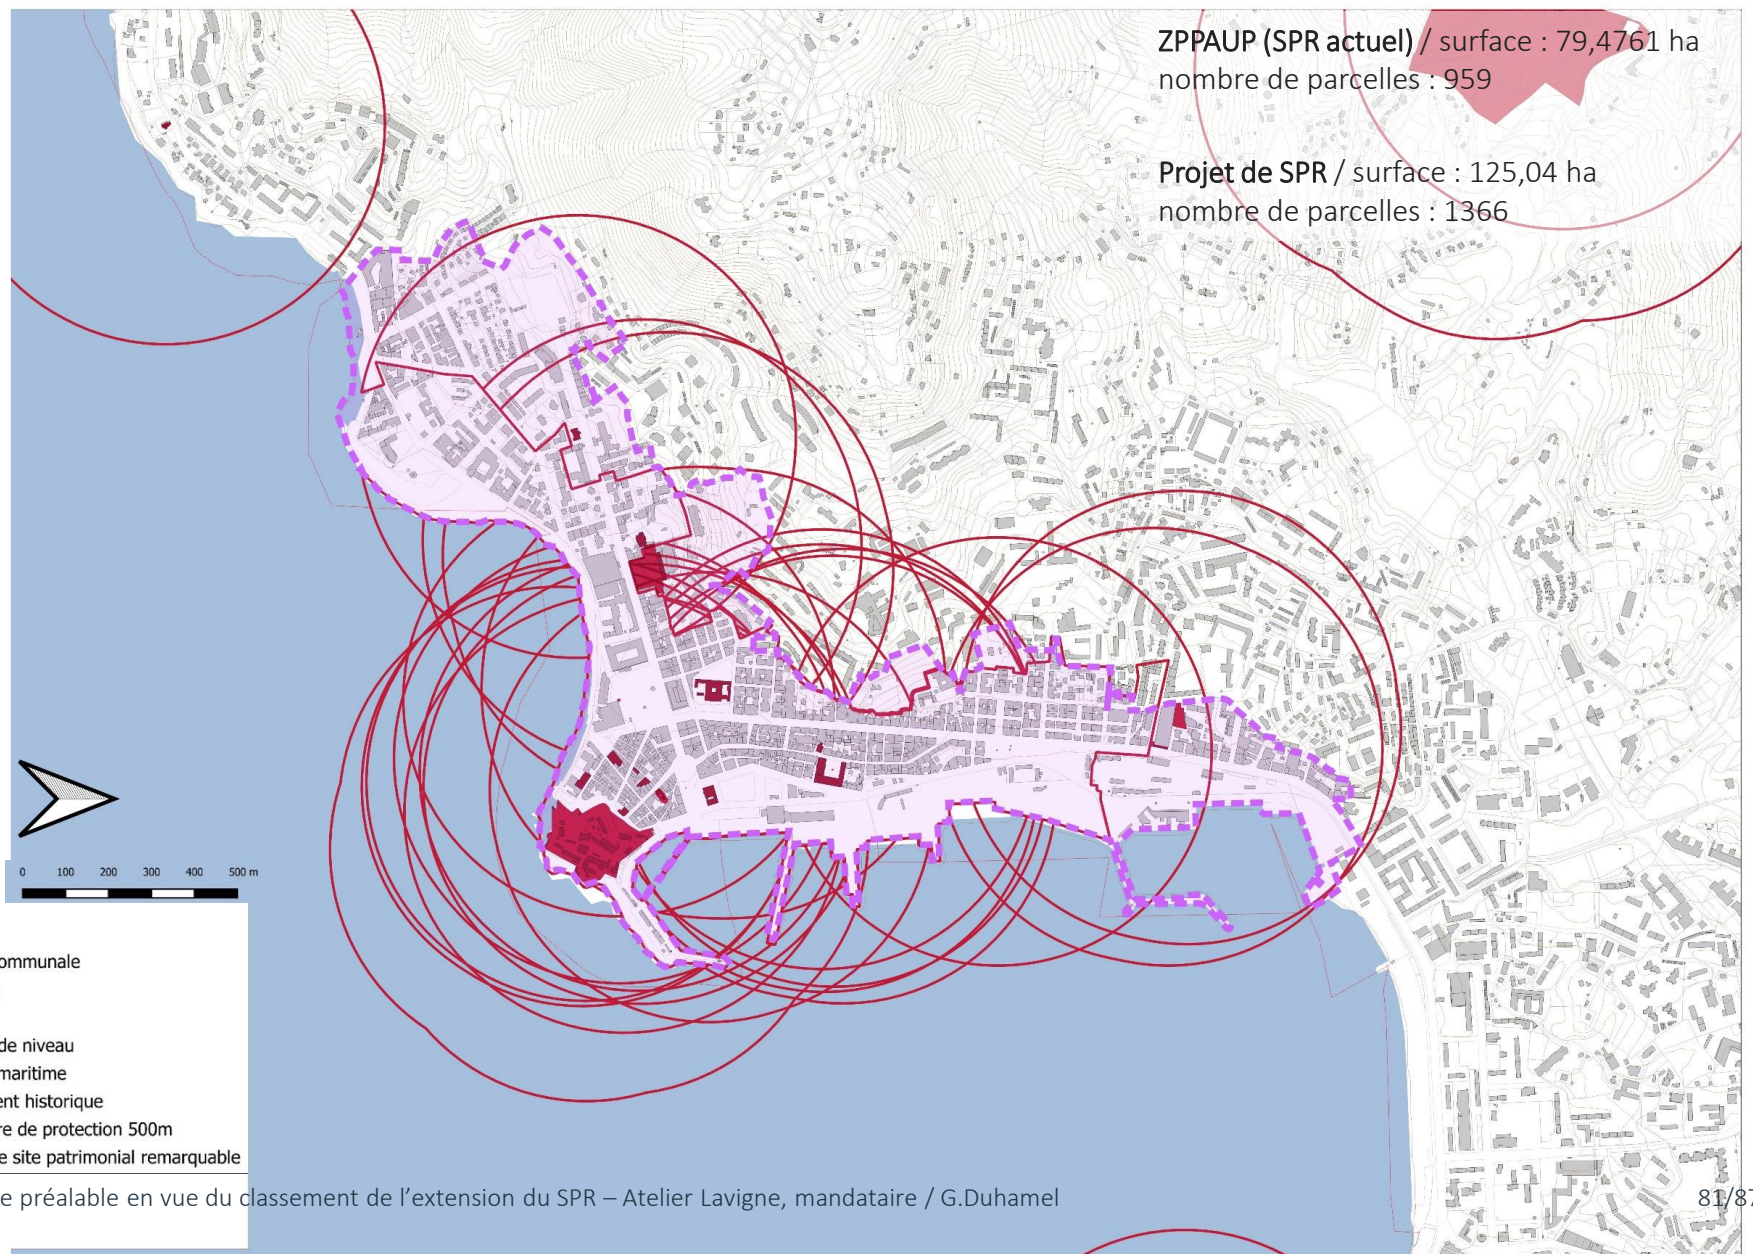 ZPPAUP (SPR actuel) / surface : 79,4761 ha
nombre de parcelles : 959
Projet de SPR / surface : 125,04 ha
nombre de parcelles : 1366
0 100 200 300 400 500 m
ommunale
de niveau
maritime
ent historique
re de protection 500m
e site patrimonial remarquable
e préalable en vue du classement de l’extension du SPR – Atelier Lavigne, mandataire / G.Duhamel
81/87